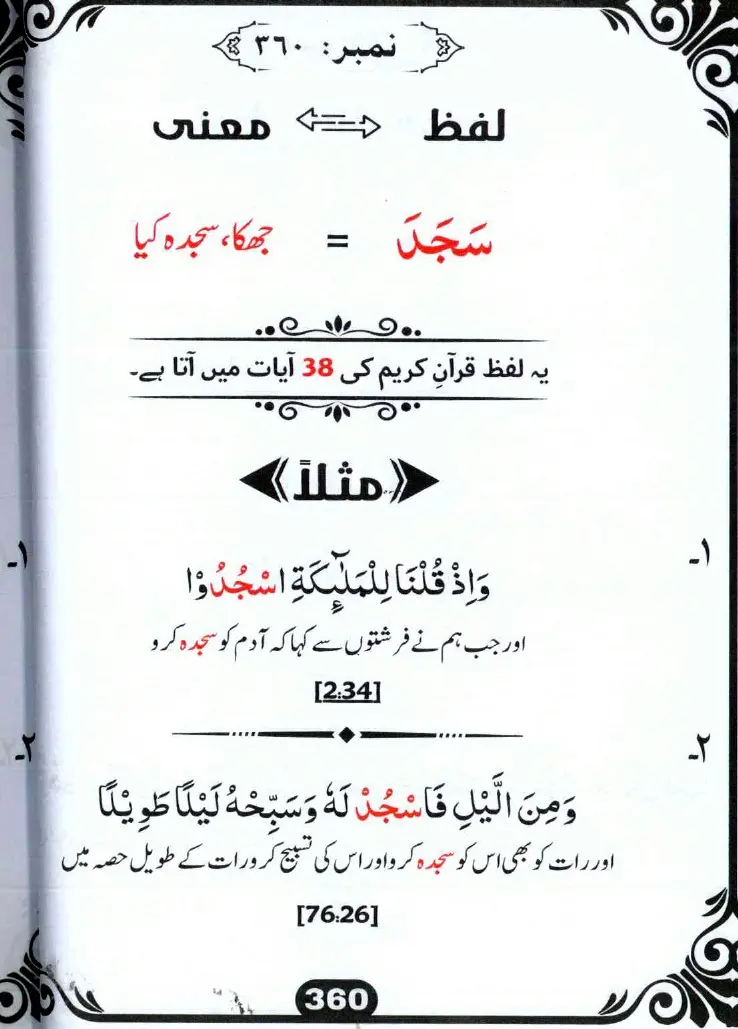 نمبر: ۳۶۰
لفظ معنی
سَجَدَ = جھکا، سجدہ کیا
یہ لفظ قرآنِ کریم کی 38 آیات میں آتا ہے۔
مثلاً
۱۔
وَاِذْ قُلْنَا لِلْمَلٰٓئِكَةِ اسْجُدُوْا
اور جب ہم نے فرشتوں سے کہا کہ آدم کو سجدہ کرو
[2:34]
۲۔
وَمِنَ الَّيْلِ فَاسْجُدْ لَهٗ وَسَبِّحْهُ لَيْلًا طَوِيْلًا
اور رات کو بھی اس کو سجدہ کرو اور اس کی تسبیح کرو رات کے طویل حصہ میں
[76:26]
360